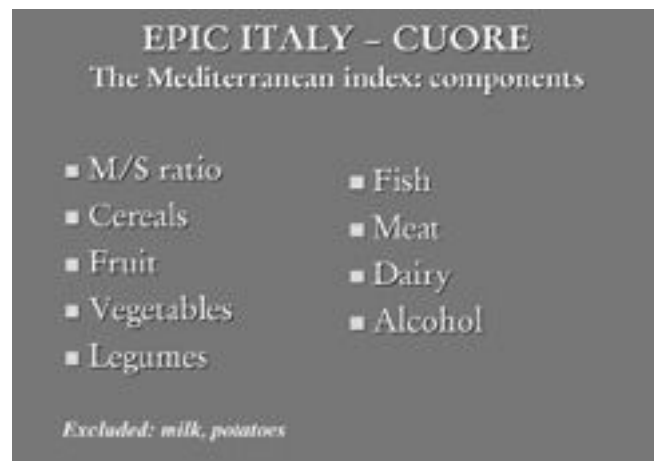 EPIC ITALY – CUORE
The Mediterranean index: components
▪ M/S ratio
▪ Cereals
▪ Fruit
▪ Vegetables
▪ Legumes
▪ Fish
▪ Meat
▪ Dairy
▪ Alcohol
Excluded: milk, potatoes